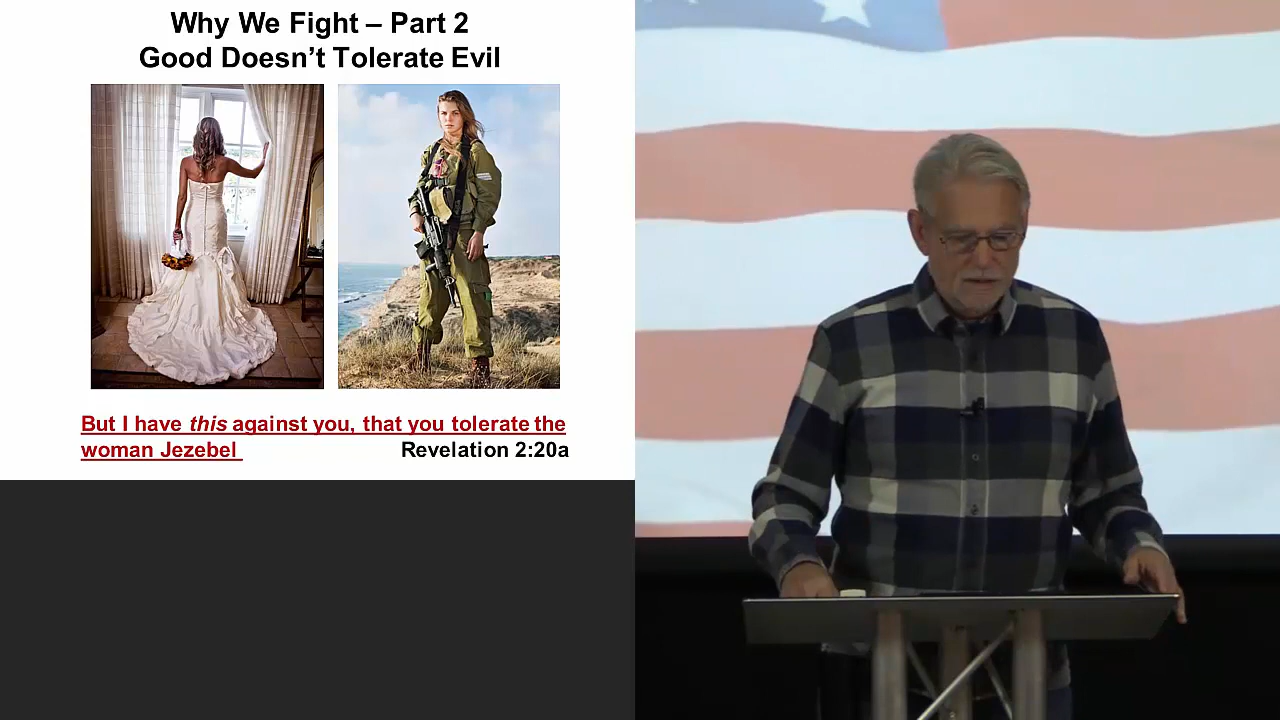 Why We Fight – Part 2
Good Doesn’t Tolerate Evil
But I have this against you, that you tolerate the
woman Jezebel Revelation 2:20a